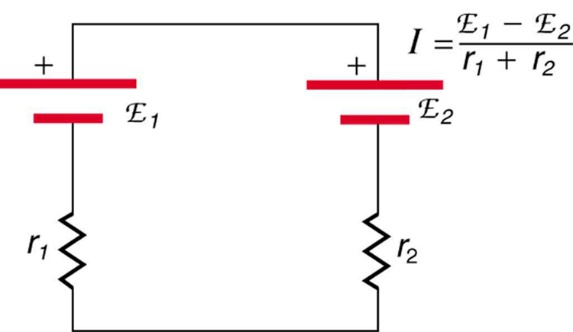 I = ℰ₁ − ℰ₂ / r₁ + r₂
+ +
ℰ₁ ℰ₂
r₁ r₂